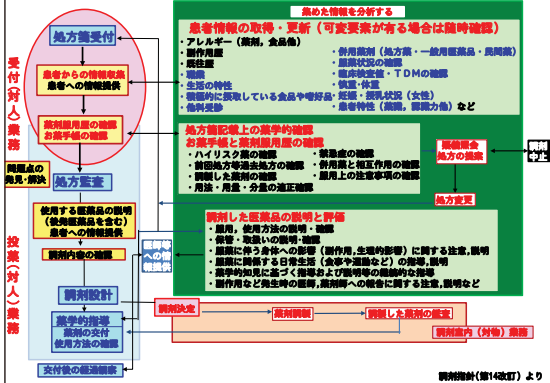 集めた情報を分析する
患者情報の取得・更新(可変要素が有る場合は随時確認)
・アレルギー(薬剤,食品他)
・副作用歴
・既往歴
・職業
・生活の特性
・積極的に摂取している食品や嗜好品
・他科受診
・併用薬剤(処方薬・一般用医薬品・民間薬)
・服薬状況の確認
・臨床検査値・TDMの確認
・慎重・体重
・妊娠・授乳状況(女性)
・患者特性(薬識,認識力他)など
受付(対人)業務
処方箋受付
患者からの情報収集
患者への情報提供
薬剤服用歴の確認
お薬手帳の確認
問題点の
発見・解決
処方監査
処方箋記載上の薬学的確認
お薬手帳と薬剤服用歴の確認
・ハイリスク薬の確認
・前回処方等過去処方の確認
・調製した薬剤の確認
・用法・用量・分量の適正確認
・禁忌症の確認
・併用薬と相互作用の確認
・服用上の注意事項の確認
疑義照会
処方の提案
調剤
中止
処方変更
投薬(対人)業務
使用する医薬品の説明
(後発医薬品を含む)
患者への情報提供
調剤内容の確認
調剤した医薬品の説明と評価
・服用,使用方法の説明・確認
・保管・取扱いの説明・確認
・服薬に伴う身体への影響(副作用,生理的影響)に関する注意,説明
・服薬に関係する日常生活(食事や運動など)の指導,説明
・薬学的知見に基づく指導および説明等の継続的な指導
・副作用など発生時の医師,薬剤師への報告に関する注意,説明など
調剤設計
調剤決定
薬剤調製
調製した薬剤の監査
調剤室内(対物)業務
薬学的指導
薬剤の交付
使用方法の確認
交付後の経過観察
調剤指針(第14改訂)より